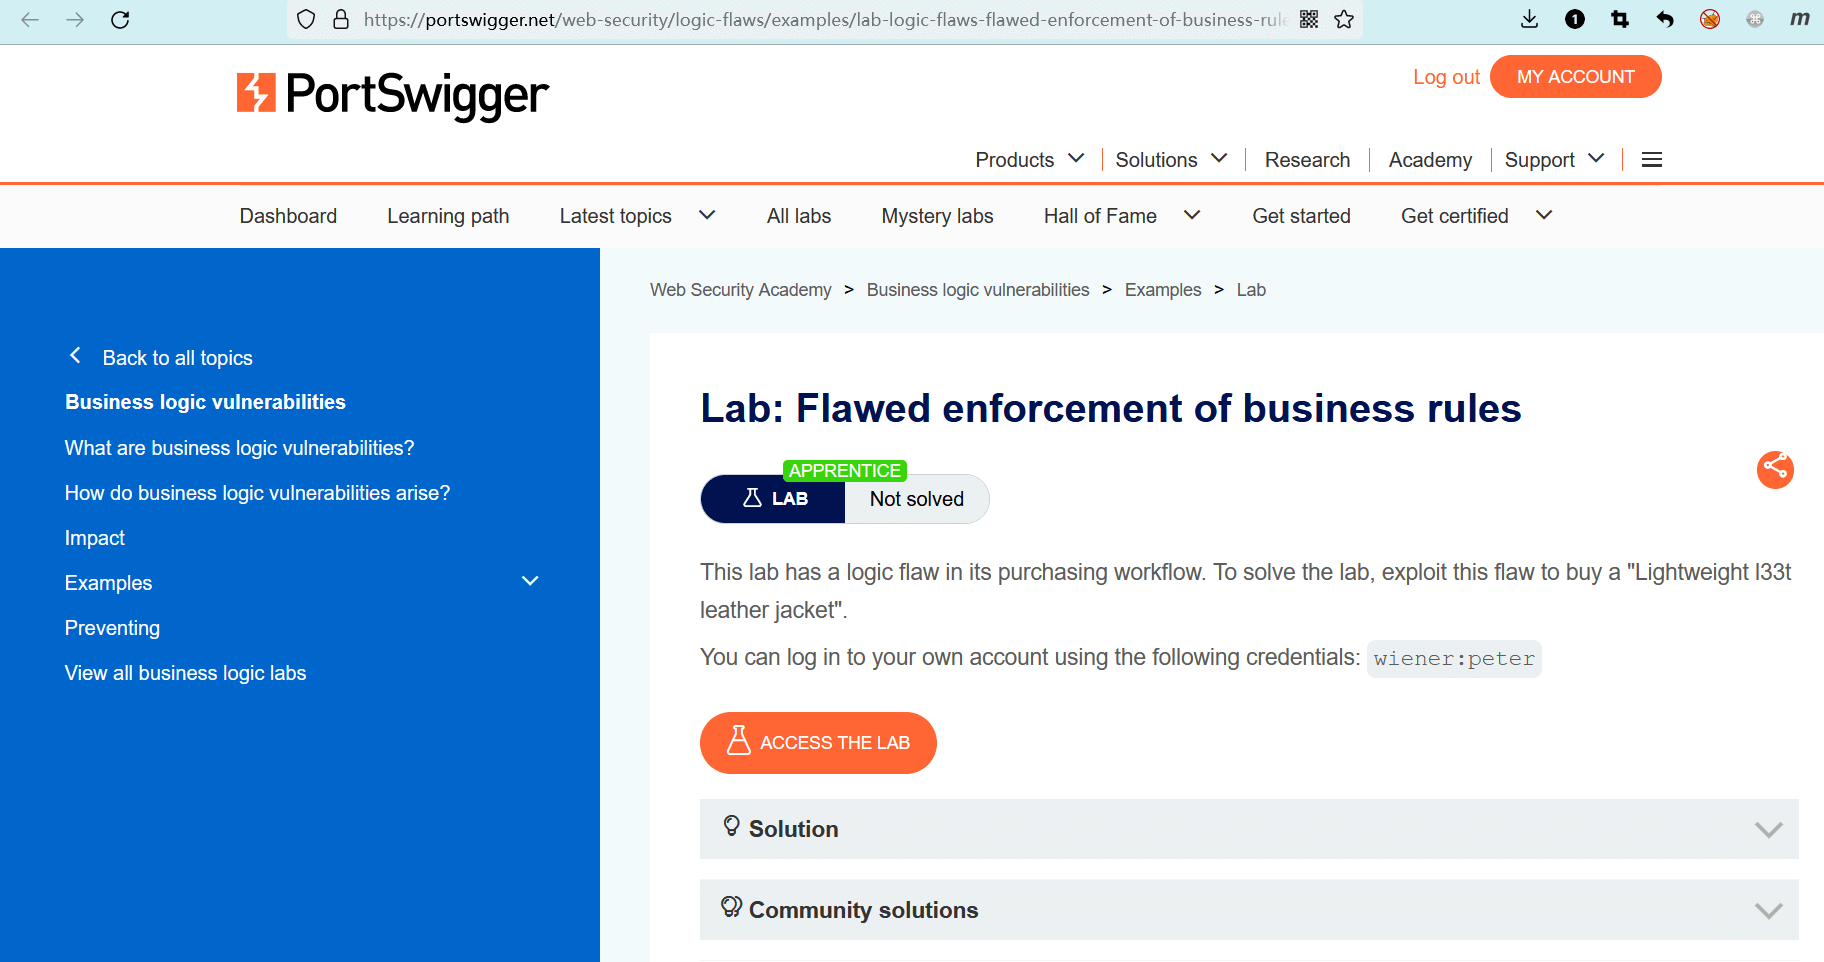 https://portswigger.net/web-security/logic-flaws/examples/lab-logic-flaws-flawed-enforcement-of-business-rule
1
m
PortSwigger
Log out
MY ACCOUNT
Products
Solutions
Research
Academy
Support
Dashboard
Learning path
Latest topics
All labs
Mystery labs
Hall of Fame
Get started
Get certified
Back to all topics
Business logic vulnerabilities
What are business logic vulnerabilities?
How do business logic vulnerabilities arise?
Impact
Examples
Preventing
View all business logic labs
Web Security Academy > Business logic vulnerabilities > Examples > Lab
Lab: Flawed enforcement of business rules
APPRENTICE
LAB
Not solved
This lab has a logic flaw in its purchasing workflow. To solve the lab, exploit this flaw to buy a "Lightweight l33t
leather jacket".
You can log in to your own account using the following credentials: wiener:peter
ACCESS THE LAB
Solution
Community solutions